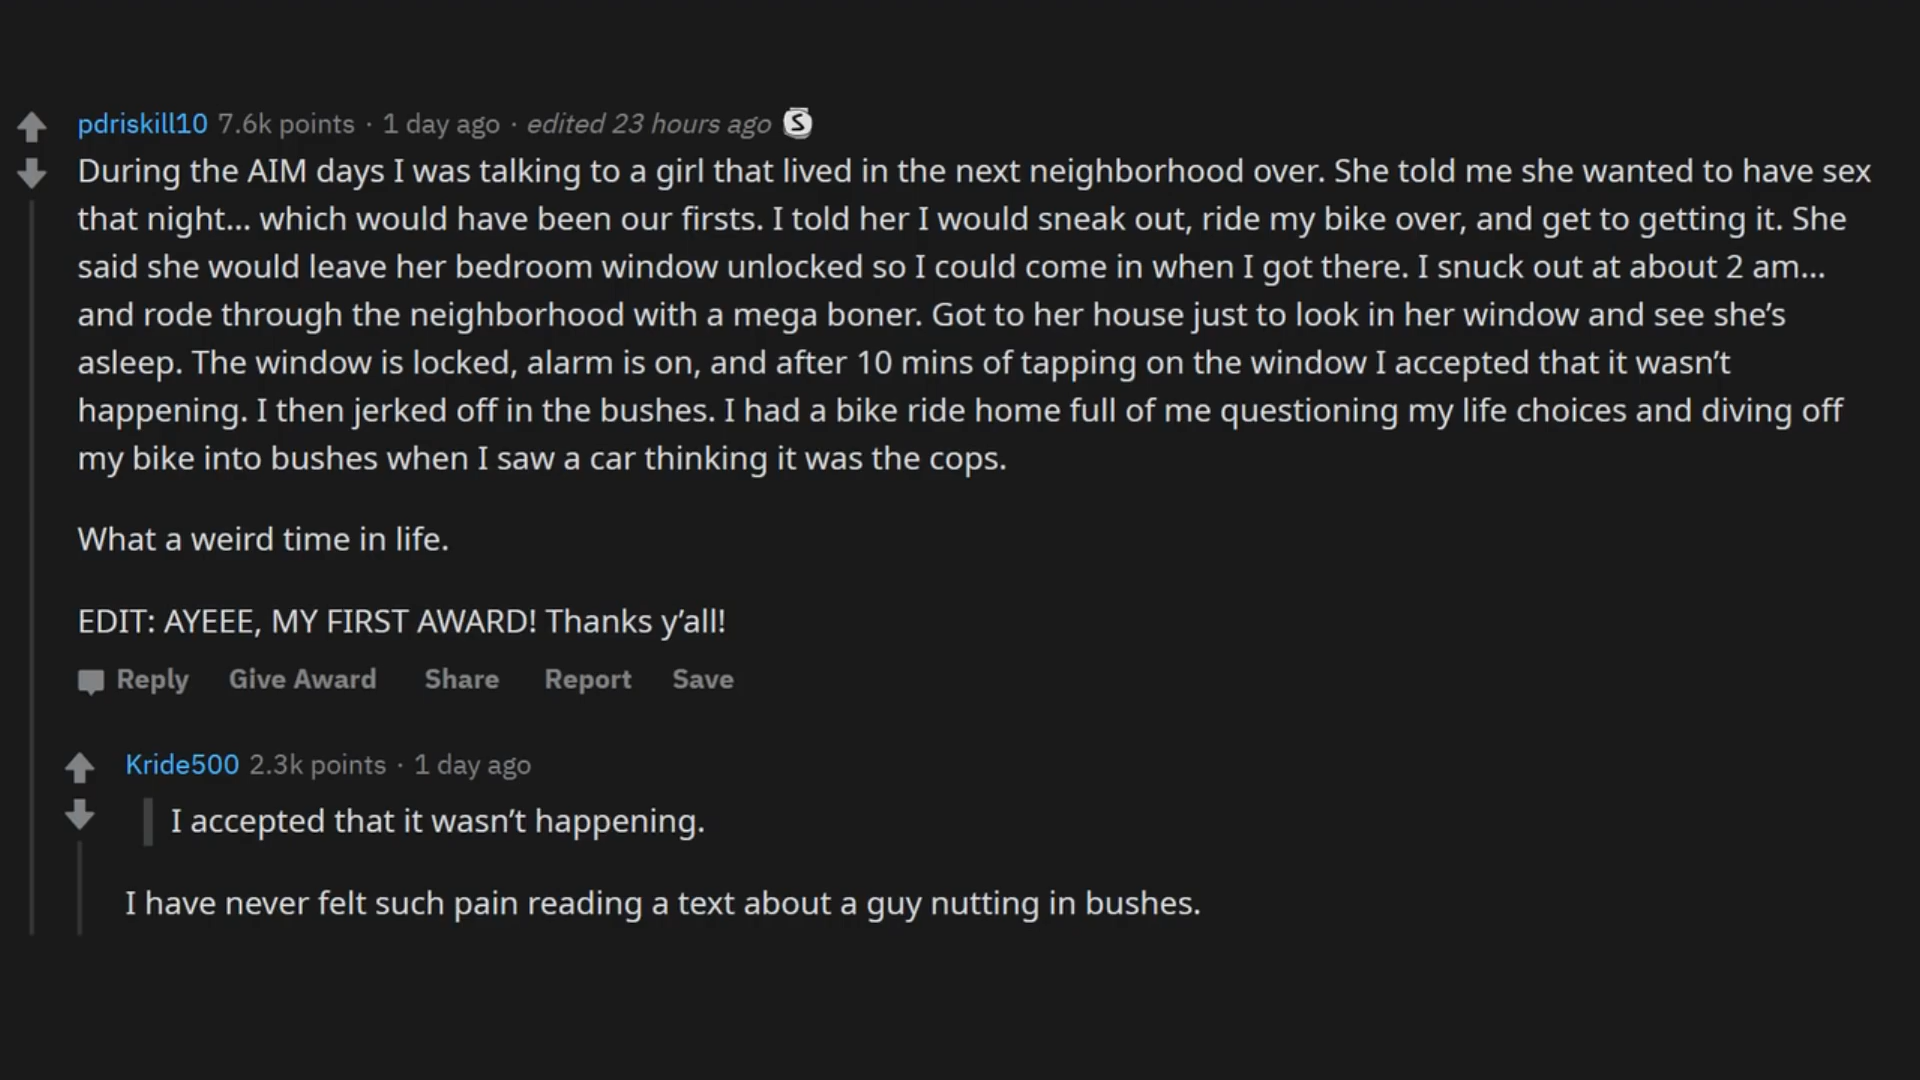 pdriskill10 7.6k points · 1 day ago · edited 23 hours ago S
During the AIM days I was talking to a girl that lived in the next neighborhood over. She told me she wanted to have sex
that night... which would have been our firsts. I told her I would sneak out, ride my bike over, and get to getting it. She
said she would leave her bedroom window unlocked so I could come in when I got there. I snuck out at about 2 am...
and rode through the neighborhood with a mega boner. Got to her house just to look in her window and see she’s
asleep. The window is locked, alarm is on, and after 10 mins of tapping on the window I accepted that it wasn’t
happening. I then jerked off in the bushes. I had a bike ride home full of me questioning my life choices and diving off
my bike into bushes when I saw a car thinking it was the cops.
What a weird time in life.
EDIT: AYEEE, MY FIRST AWARD! Thanks y’all!
Reply Give Award Share Report Save
Kride500 2.3k points · 1 day ago
I accepted that it wasn’t happening.
I have never felt such pain reading a text about a guy nutting in bushes.